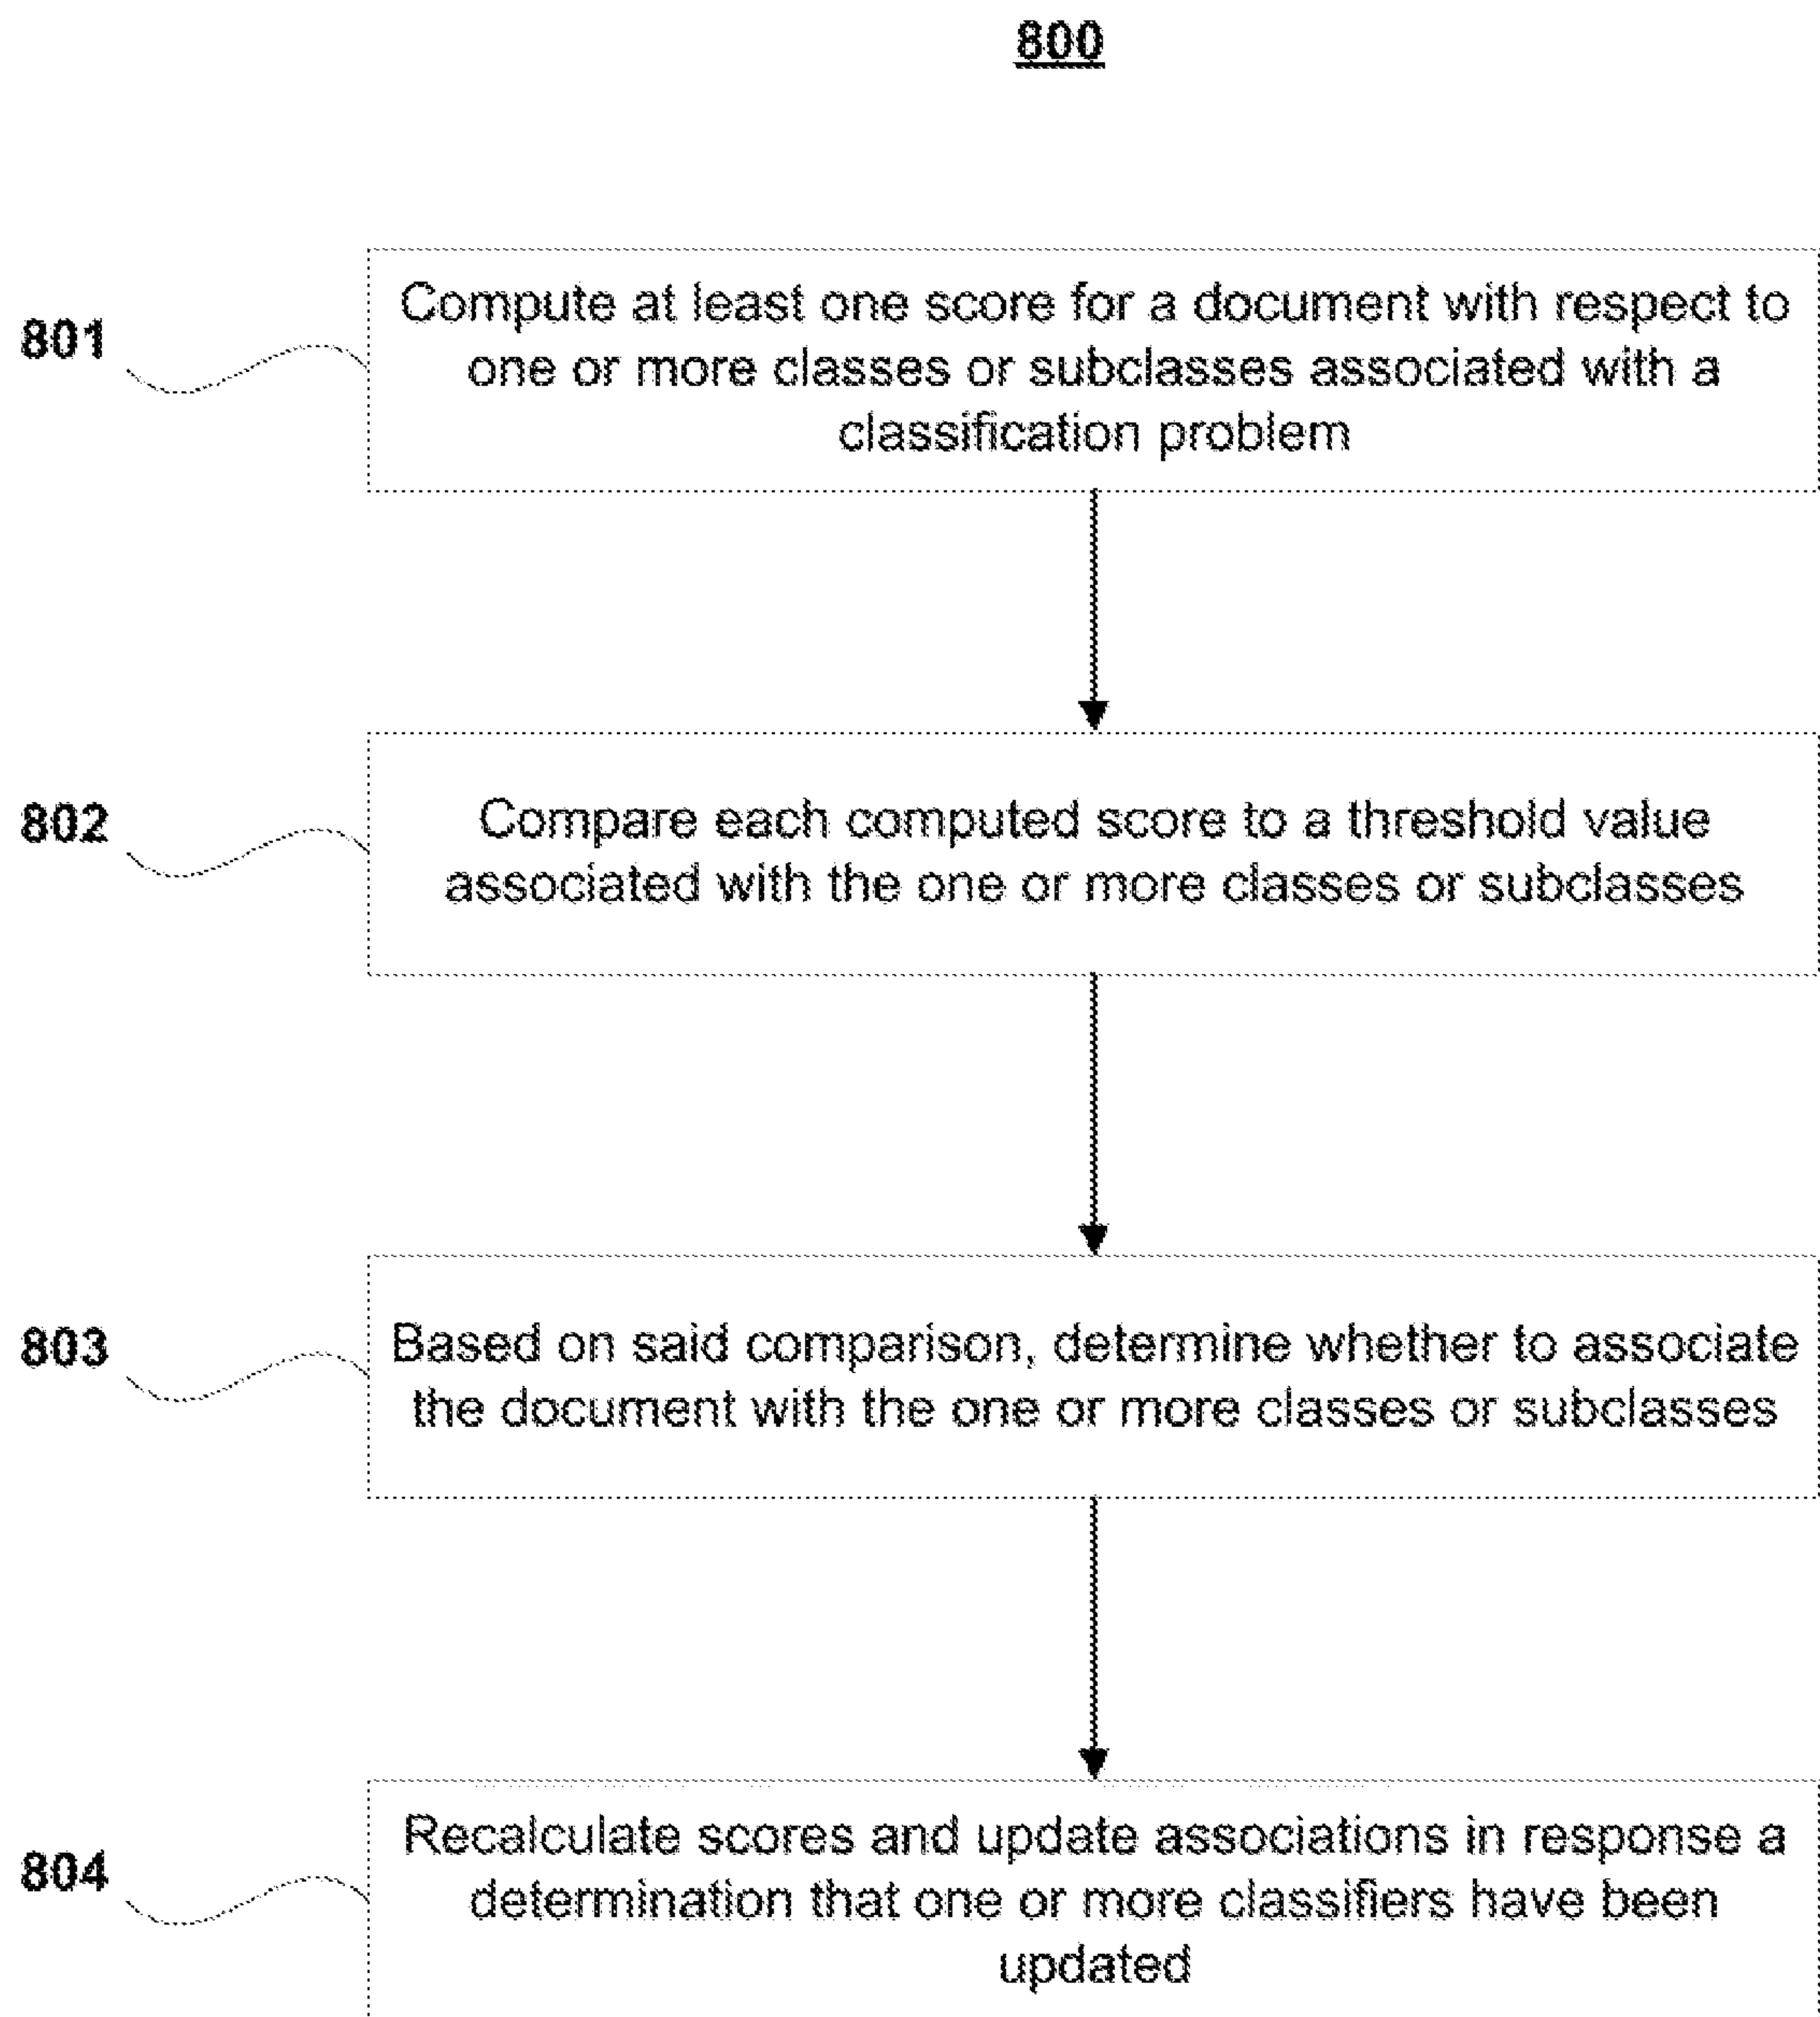 800
801
Compute at least one score for a document with respect to
one or more classes or subclasses associated with a
classification problem
802
Compare each computed score to a threshold value
associated with the one or more classes or subclasses
803
Based on said comparison, determine whether to associate
the document with the one or more classes or subclasses
804
Recalculate scores and update associations in response a
determination that one or more classifiers have been
updated